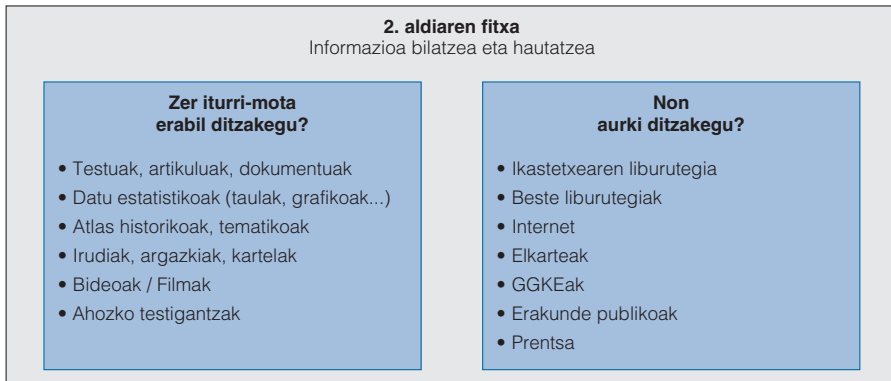 2. aldiaren fitxa
Informazioa bilatzea eta hautatzea
Zer iturri-mota
erabil ditzakegu?
• Testuak, artikuluak, dokumentuak
• Datu estatistikoak (taulak, grafikoak...)
• Atlas historikoak, tematikoak
• Irudiak, argazkiak, kartelak
• Bideoak / Filmak
• Ahozko testigantzak
Non
aurki ditzakegu?
• Ikastetxearen liburutegia
• Beste liburutegiak
• Internet
• Elkarteak
• GGKEak
• Erakunde publikoak
• Prentsa